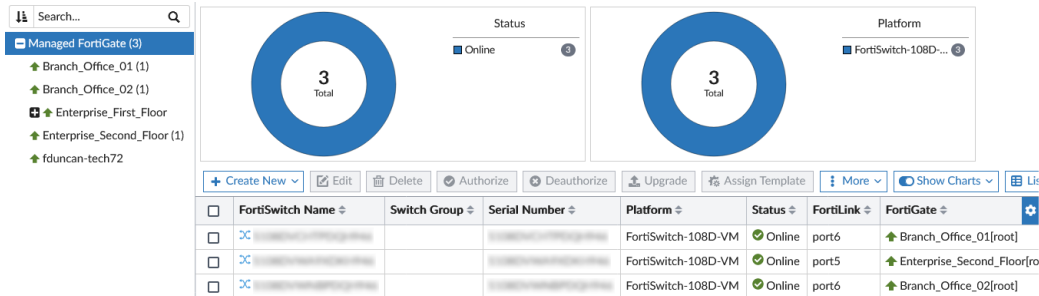 Search...
Managed FortiGate (3)
Branch_Office_01 (1)
Branch_Office_02 (1)
Enterprise_First_Floor
Enterprise_Second_Floor (1)
fduncan-tech72
Status
3
Total
Online 3
Platform
3
Total
FortiSwitch-108D-... 3
+ Create New Edit Delete Authorize Deauthorize Upgrade Assign Template More Show Charts Lis
FortiSwitch Name Switch Group Serial Number Platform Status FortiLink FortiGate
FortiSwitch-108D-VM Online port6 Branch_Office_01[root]
FortiSwitch-108D-VM Online port5 Enterprise_Second_Floor[ro
FortiSwitch-108D-VM Online port6 Branch_Office_02[root]